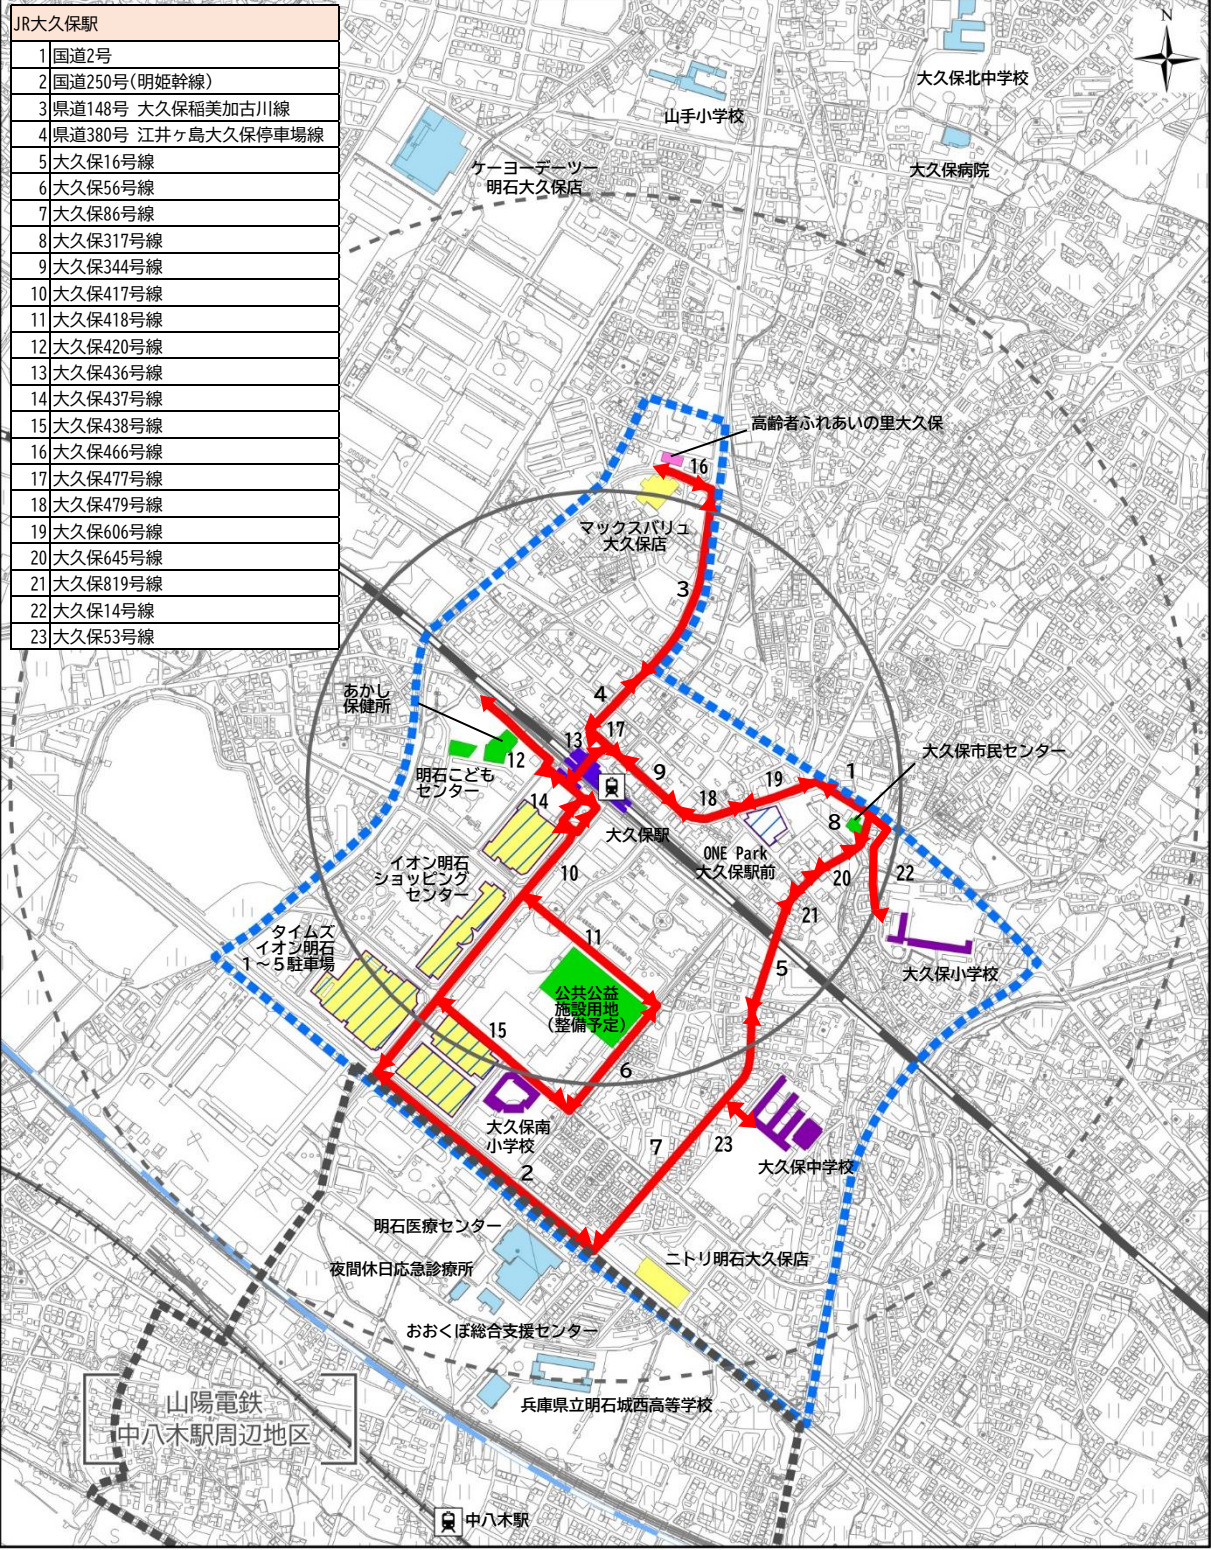 JR大久保駅
1 国道2号
2 国道250号(明姫幹線)
3 県道148号 大久保稲美加古川線
4 県道380号 江井ヶ島大久保停車場線
5 大久保16号線
6 大久保56号線
7 大久保86号線
8 大久保317号線
9 大久保344号線
10 大久保417号線
11 大久保418号線
12 大久保420号線
13 大久保436号線
14 大久保437号線
15 大久保438号線
16 大久保466号線
17 大久保477号線
18 大久保479号線
19 大久保606号線
20 大久保645号線
21 大久保819号線
22 大久保14号線
23 大久保53号線
N
大久保北中学校
山手小学校
大久保病院
ケーヨーデーツー
明石大久保店
高齢者ふれあいの里大久保
16
マックスバリュ
大久保店
3
あかし
保健所
4
17
13
12
明石こども
センター
大久保市民センター
9
19
1
14
18
8
大久保駅
ONE Park
大久保駅前
イオン明石
ショッピング
センター
10
20
22
21
タイムズ
イオン明石
1～5駐車場
11
5
大久保小学校
公共公益
施設用地
(整備予定)
15
6
大久保南
小学校
7
23
大久保中学校
2
明石医療センター
ニトリ明石大久保店
夜間休日応急診療所
おおくぼ総合支援センター
兵庫県立明石城西高等学校
山陽電鉄
中八木駅周辺地区
中八木駅